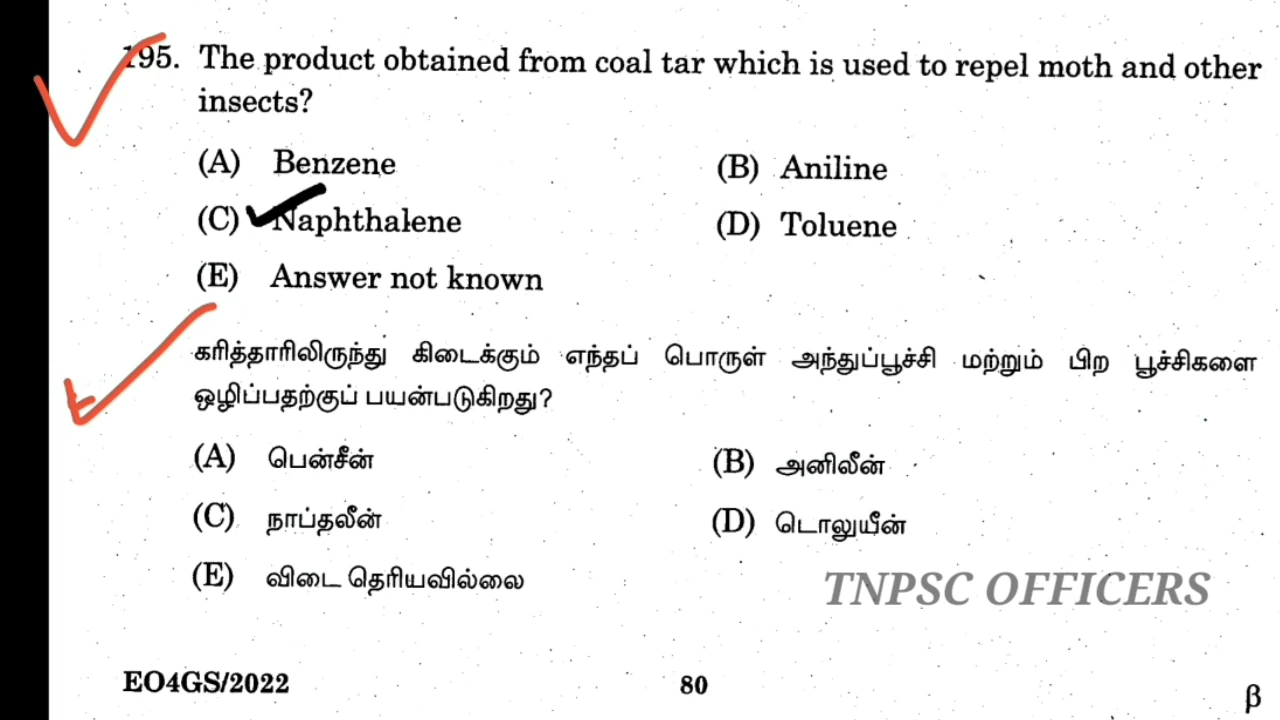 195. The product obtained from coal tar which is used to repel moth and other
insects?
(A) Benzene (B) Aniline
(C) Naphthalene (D) Toluene
(E) Answer not known
கரித்தாரிலிருந்து கிடைக்கும் எந்தப் பொருள் அந்துப்பூச்சி மற்றும் பிற பூச்சிகளை
ஒழிப்பதற்குப் பயன்படுகிறது?
(A) பென்சீன் (B) அனிலீன்
(C) நாப்தலீன் (D) டொலுயீன்
(E) விடை தெரியவில்லை
TNPSC OFFICERS
EO4GS/2022 80 β